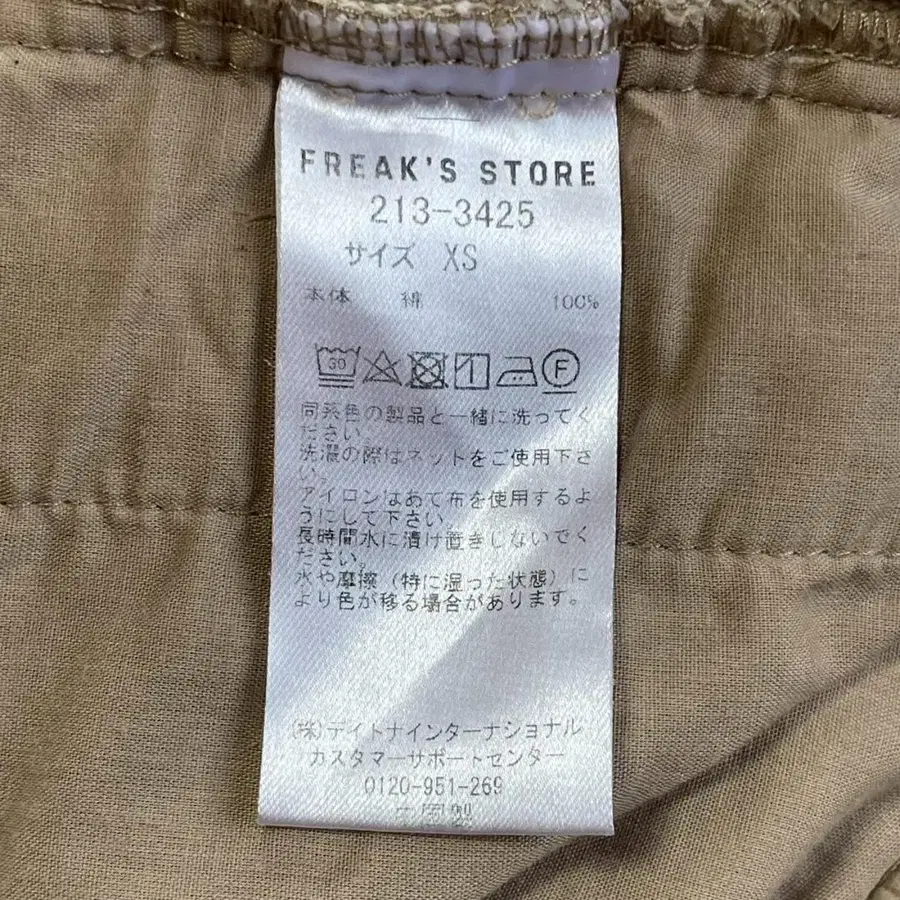 FREAK'S STORE
213-3425
サイズ XS
本体 綿 100%
30 F
同系色の製品と一緒に洗ってく
ださい。
洗濯の際はネットをご使用下さ
い。
アイロンはあて布を使用するよ
うにして下さい。
長時間水に漬け置きしないでく
ださい。
水や摩擦(特に湿った状態)に
より色が移る場合があります。
(株)デイトナインターナショナル
カスタマーサポートセンター
0120-951-269
中国製